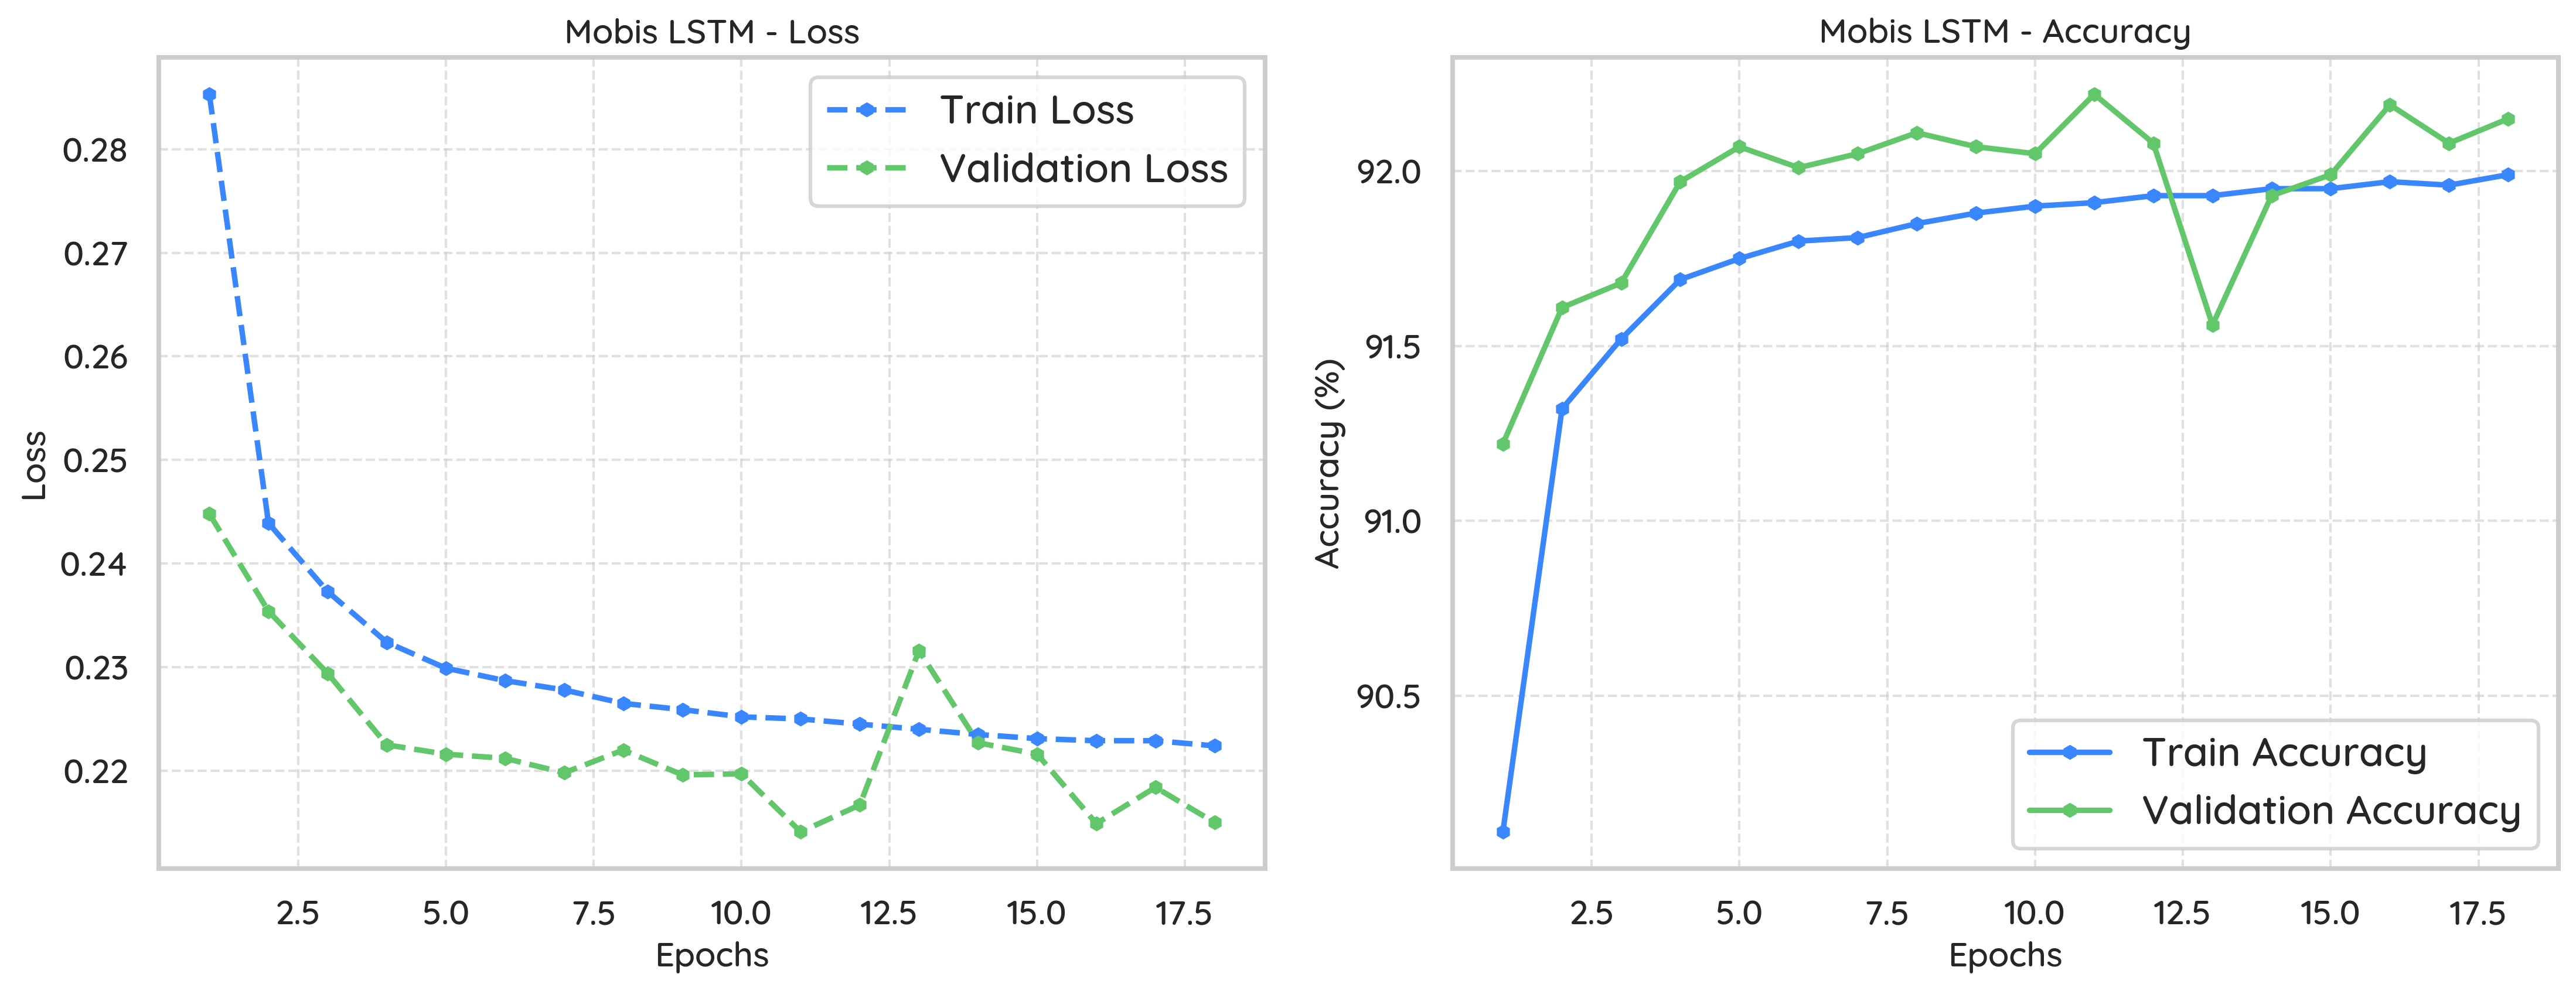 Mobis LSTM - Loss
Train Loss
Validation Loss
0.28
0.27
0.26
0.25
0.24
0.23
0.22
Loss
2.5 5.0 7.5 10.0 12.5 15.0 17.5
Epochs
Mobis LSTM - Accuracy
92.0
91.5
91.0
90.5
Accuracy (%)
Train Accuracy
Validation Accuracy
2.5 5.0 7.5 10.0 12.5 15.0 17.5
Epochs